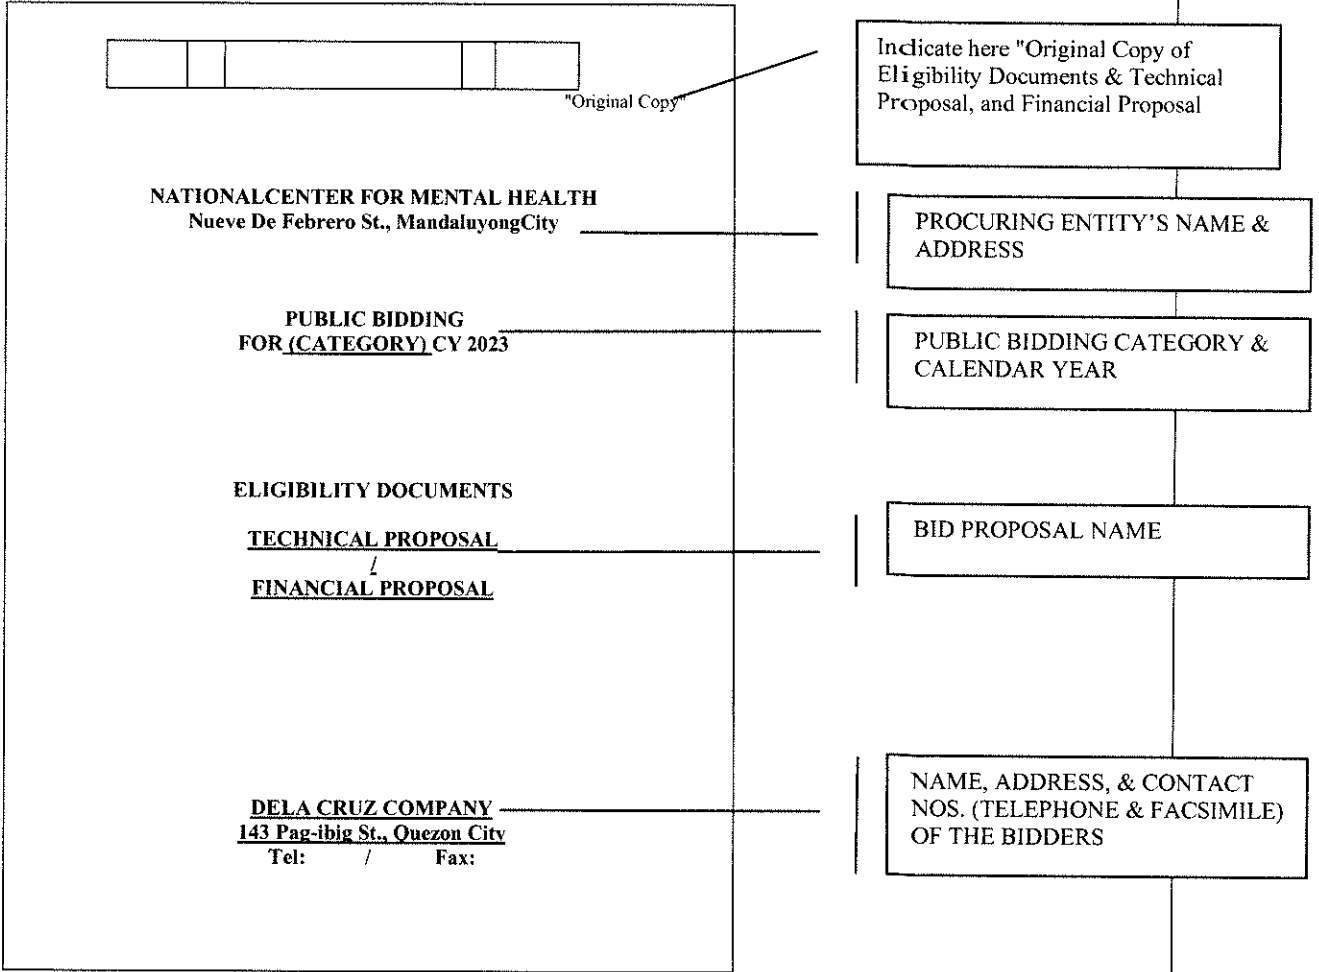 "Original Copy"
Indicate here "Original Copy of
Eligibility Documents & Technical
Proposal, and Financial Proposal
NATIONALCENTER FOR MENTAL HEALTH
Nueve De Febrero St., MandaluyongCity
PROCURING ENTITY'S NAME &
ADDRESS
PUBLIC BIDDING
FOR (CATEGORY) CY 2023
PUBLIC BIDDING CATEGORY &
CALENDAR YEAR
ELIGIBILITY DOCUMENTS
TECHNICAL PROPOSAL
/
FINANCIAL PROPOSAL
BID PROPOSAL NAME
DELA CRUZ COMPANY
143 Pag-ibig St., Quezon City
Tel: / Fax:
NAME, ADDRESS, & CONTACT
NOS. (TELEPHONE & FACSIMILE)
OF THE BIDDERS